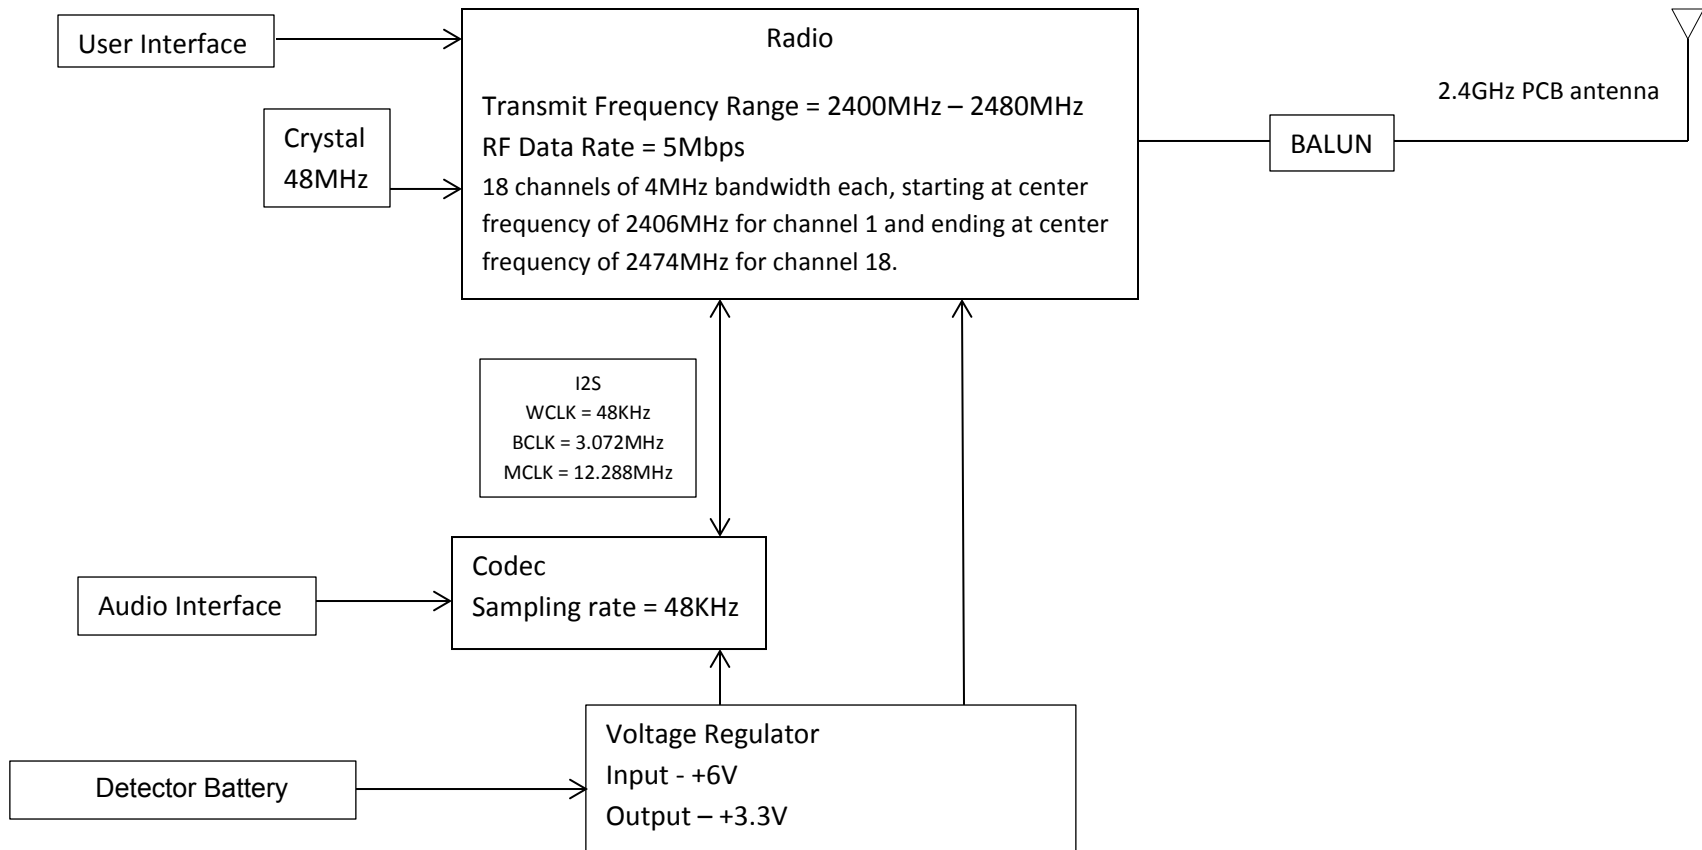 User Interface
Crystal
48MHz
Radio
Transmit Frequency Range = 2400MHz – 2480MHz
RF Data Rate = 5Mbps
18 channels of 4MHz bandwidth each, starting at center
frequency of 2406MHz for channel 1 and ending at center
frequency of 2474MHz for channel 18.
BALUN
2.4GHz PCB antenna
I2S
WCLK = 48KHz
BCLK = 3.072MHz
MCLK = 12.288MHz
Audio Interface
Codec
Sampling rate = 48KHz
Detector Battery
Voltage Regulator
Input - +6V
Output – +3.3V